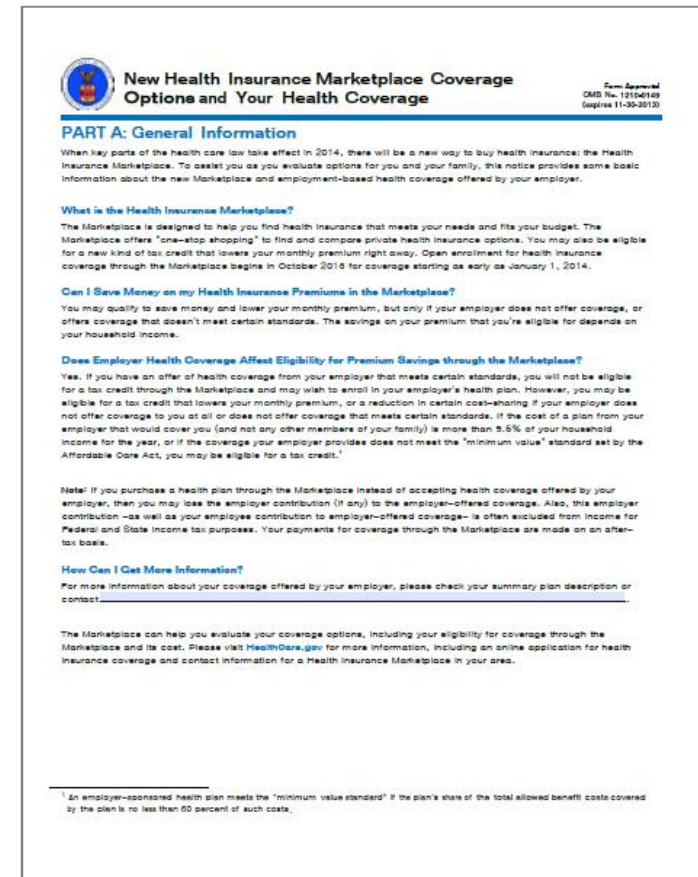 New Health Insurance Marketplace Coverage
Options and Your Health Coverage
Form Approved
OMB No. 1210-0149
(expires 11-30-2013)
PART A: General Information
When key parts of the health care law take effect in 2014, there will be a new way to buy health insurance: the Health
Insurance Marketplace. To assist you as you evaluate options for you and your family, this notice provides some basic
information about the new Marketplace and employment-based health coverage offered by your employer.
What is the Health Insurance Marketplace?
The Marketplace is designed to help you find health insurance that meets your needs and fits your budget. The
Marketplace offers "one-stop shopping" to find and compare private health insurance options. You may also be eligible
for a new kind of tax credit that lowers your monthly premium right away. Open enrollment for health insurance
coverage through the Marketplace begins in October 2013 for coverage starting as early as January 1, 2014.
Can I Save Money on my Health Insurance Premiums in the Marketplace?
You may qualify to save money and lower your monthly premium, but only if your employer does not offer coverage, or
offers coverage that doesn't meet certain standards. The savings on your premium that you're eligible for depends on
your household income.
Does Employer Health Coverage Affect Eligibility for Premium Savings through the Marketplace?
Yes. If you have an offer of health coverage from your employer that meets certain standards, you will not be eligible
for a tax credit through the Marketplace and may wish to enroll in your employer's health plan. However, you may be
eligible for a tax credit that lowers your monthly premium, or a reduction in certain cost-sharing if your employer does
not offer coverage to you at all or does not offer coverage that meets certain standards. If the cost of a plan from your
employer that would cover you (and not any other members of your family) is more than 9.5% of your household
income for the year, or if the coverage your employer provides does not meet the "minimum value" standard set by the
Affordable Care Act, you may be eligible for a tax credit.¹
Note: If you purchase a health plan through the Marketplace instead of accepting health coverage offered by your
employer, then you may lose the employer contribution (if any) to the employer-offered coverage. Also, this employer
contribution -as well as your employee contribution to employer-offered coverage- is often excluded from income for
Federal and State income tax purposes. Your payments for coverage through the Marketplace are made on an after-
tax basis.
How Can I Get More Information?
For more information about your coverage offered by your employer, please check your summary plan description or
contact .
The Marketplace can help you evaluate your coverage options, including your eligibility for coverage through the
Marketplace and its cost. Please visit HealthCare.gov for more information, including an online application for health
insurance coverage and contact information for a Health Insurance Marketplace in your area.
¹ An employer-sponsored health plan meets the "minimum value standard" if the plan's share of the total allowed benefit costs covered
by the plan is no less than 60 percent of such costs.